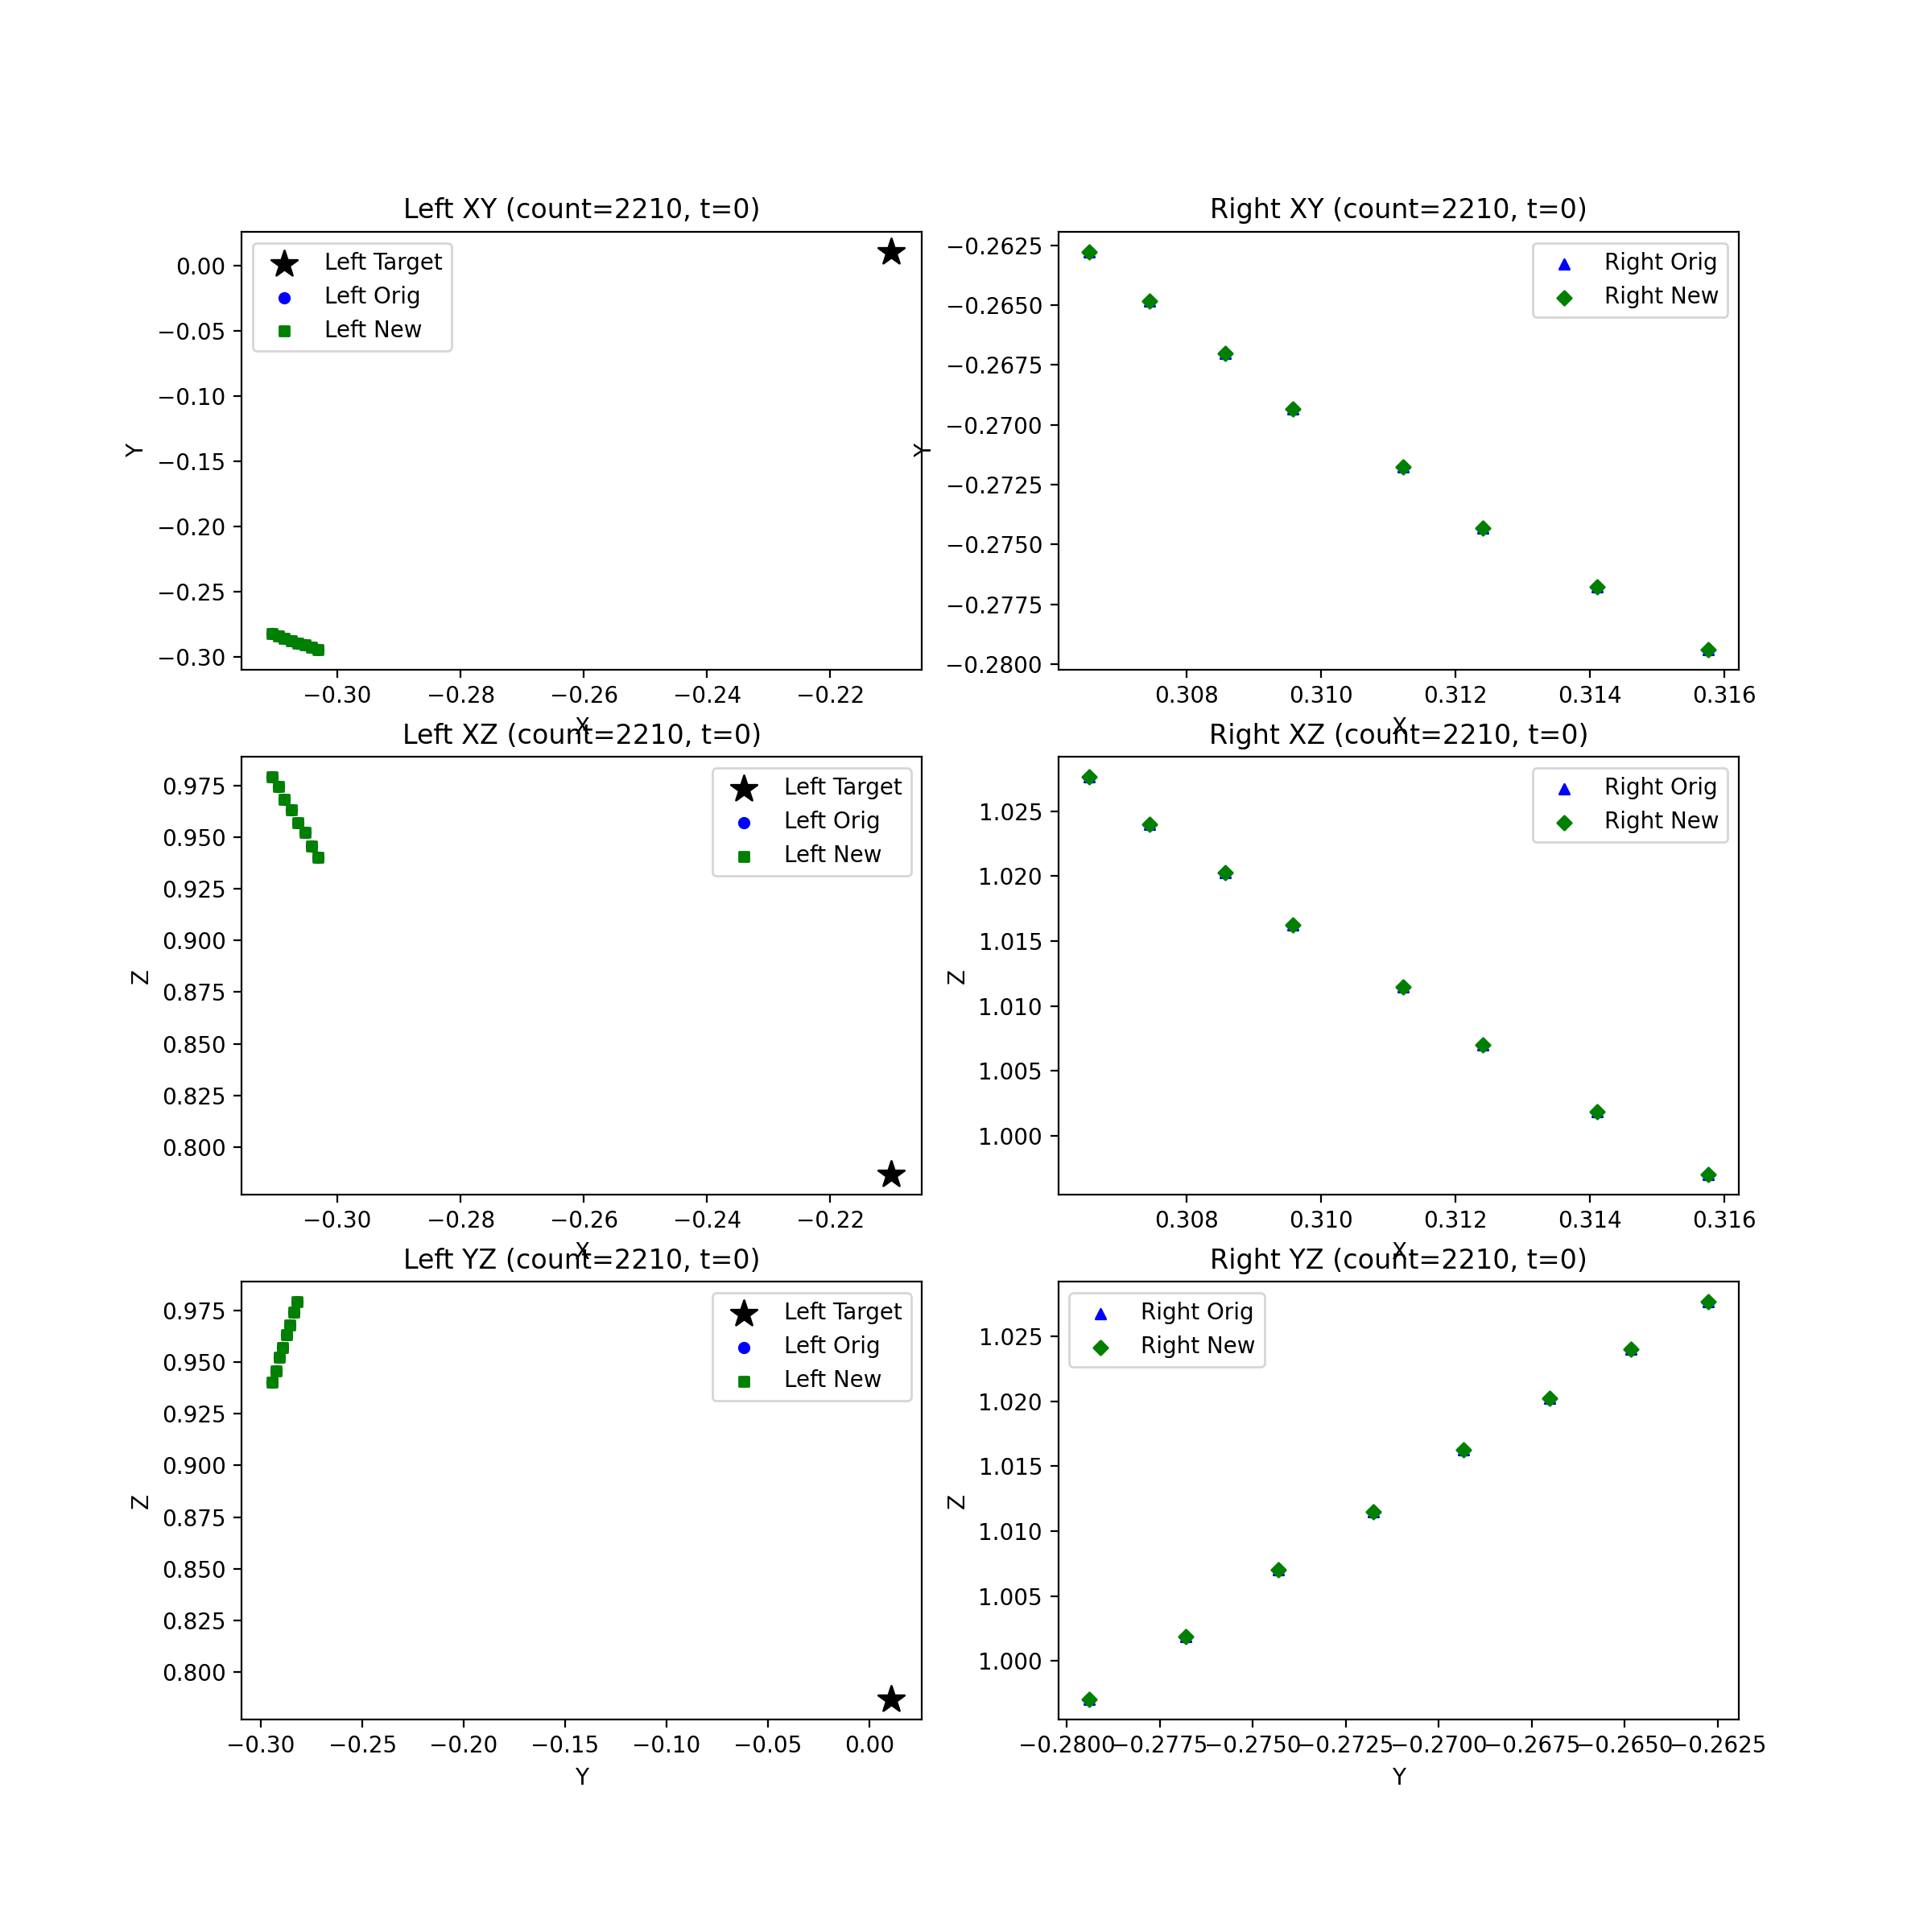 Left XY (count=2210, t=0)
Left Target
Left Orig
Left New
0.00
−0.05
−0.10
−0.15
−0.20
−0.25
−0.30
Y
−0.30
−0.28
−0.26
−0.24
−0.22
X
Right XY (count=2210, t=0)
Right Orig
Right New
−0.2625
−0.2650
−0.2675
−0.2700
−0.2725
−0.2750
−0.2775
−0.2800
Y
0.308
0.310
0.312
0.314
0.316
X
Left XZ (count=2210, t=0)
Left Target
Left Orig
Left New
0.975
0.950
0.925
0.900
0.875
0.850
0.825
0.800
Z
−0.30
−0.28
−0.26
−0.24
−0.22
X
Right XZ (count=2210, t=0)
Right Orig
Right New
1.025
1.020
1.015
1.010
1.005
1.000
Z
0.308
0.310
0.312
0.314
0.316
X
Left YZ (count=2210, t=0)
Left Target
Left Orig
Left New
0.975
0.950
0.925
0.900
0.875
0.850
0.825
0.800
Z
−0.30
−0.25
−0.20
−0.15
−0.10
−0.05
0.00
Y
Right YZ (count=2210, t=0)
Right Orig
Right New
1.025
1.020
1.015
1.010
1.005
1.000
Z
−0.2800
−0.2775
−0.2750
−0.2725
−0.2700
−0.2675
−0.2650
−0.2625
Y